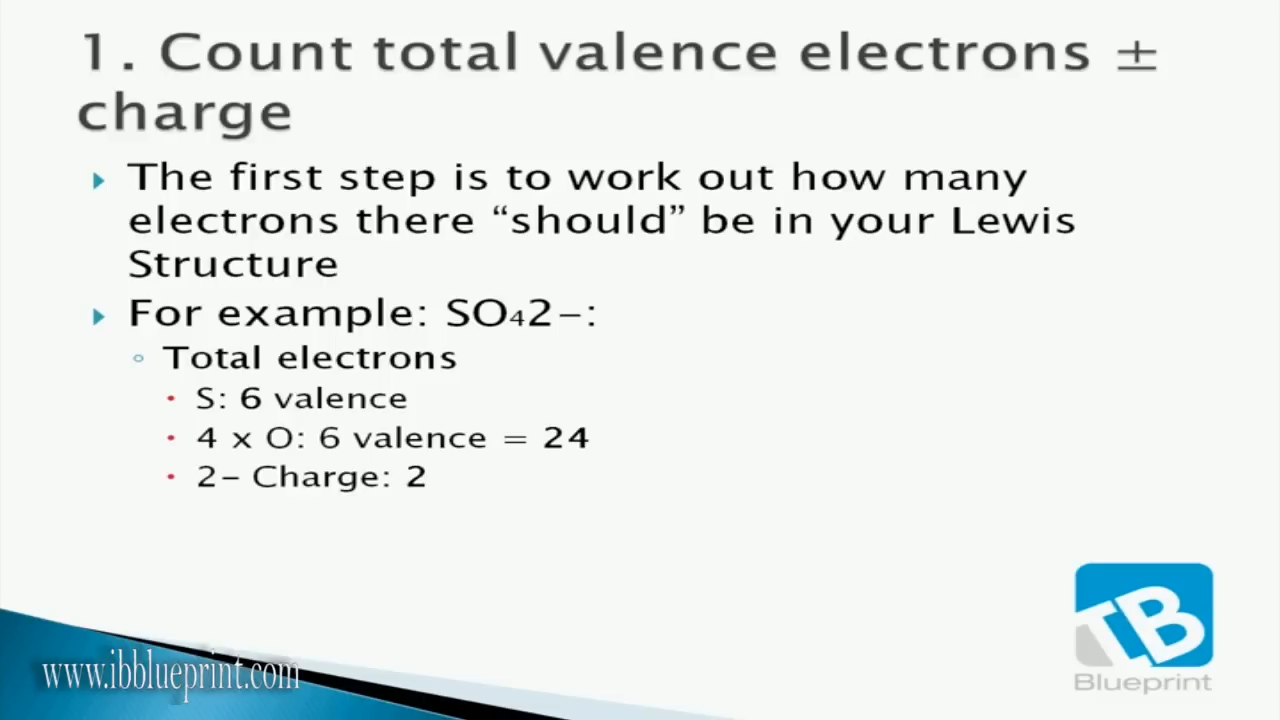 1. Count total valence electrons ±
charge
The first step is to work out how many
electrons there “should” be in your Lewis
Structure
For example: SO₄2–:
Total electrons
S: 6 valence
4 x O: 6 valence = 24
2– Charge: 2
www.ibblueprint.com
IB
Blueprint